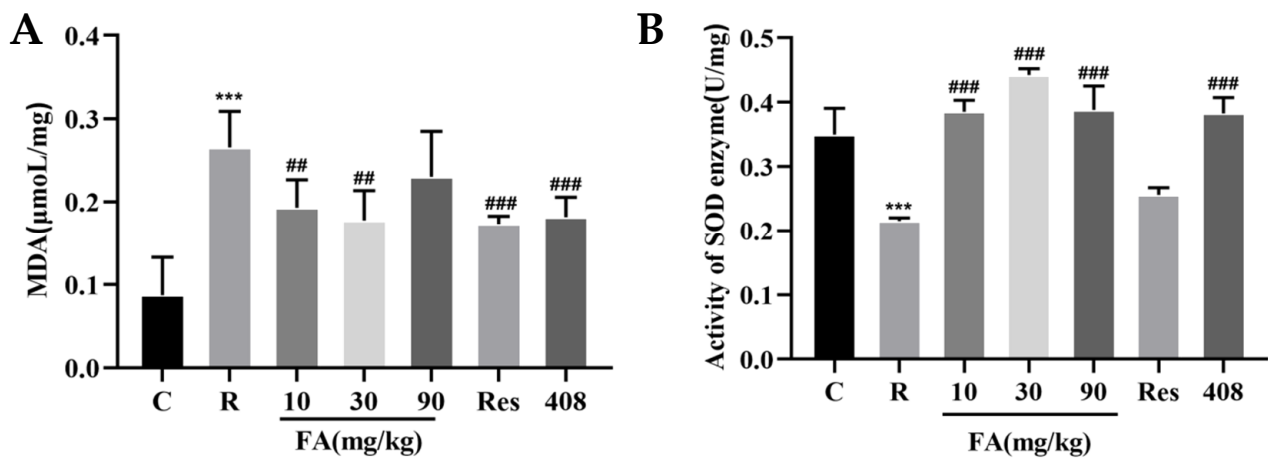 A
MDA(μmoL/mg)
0.4
0.3
0.2
0.1
0.0
***
##
##
###
###
C R 10 30 90 Res 408
FA(mg/kg)
B
Activity of SOD enzyme(U/mg)
0.5
0.4
0.3
0.2
0.1
0.0
***
###
###
###
###
C R 10 30 90 Res 408
FA(mg/kg)